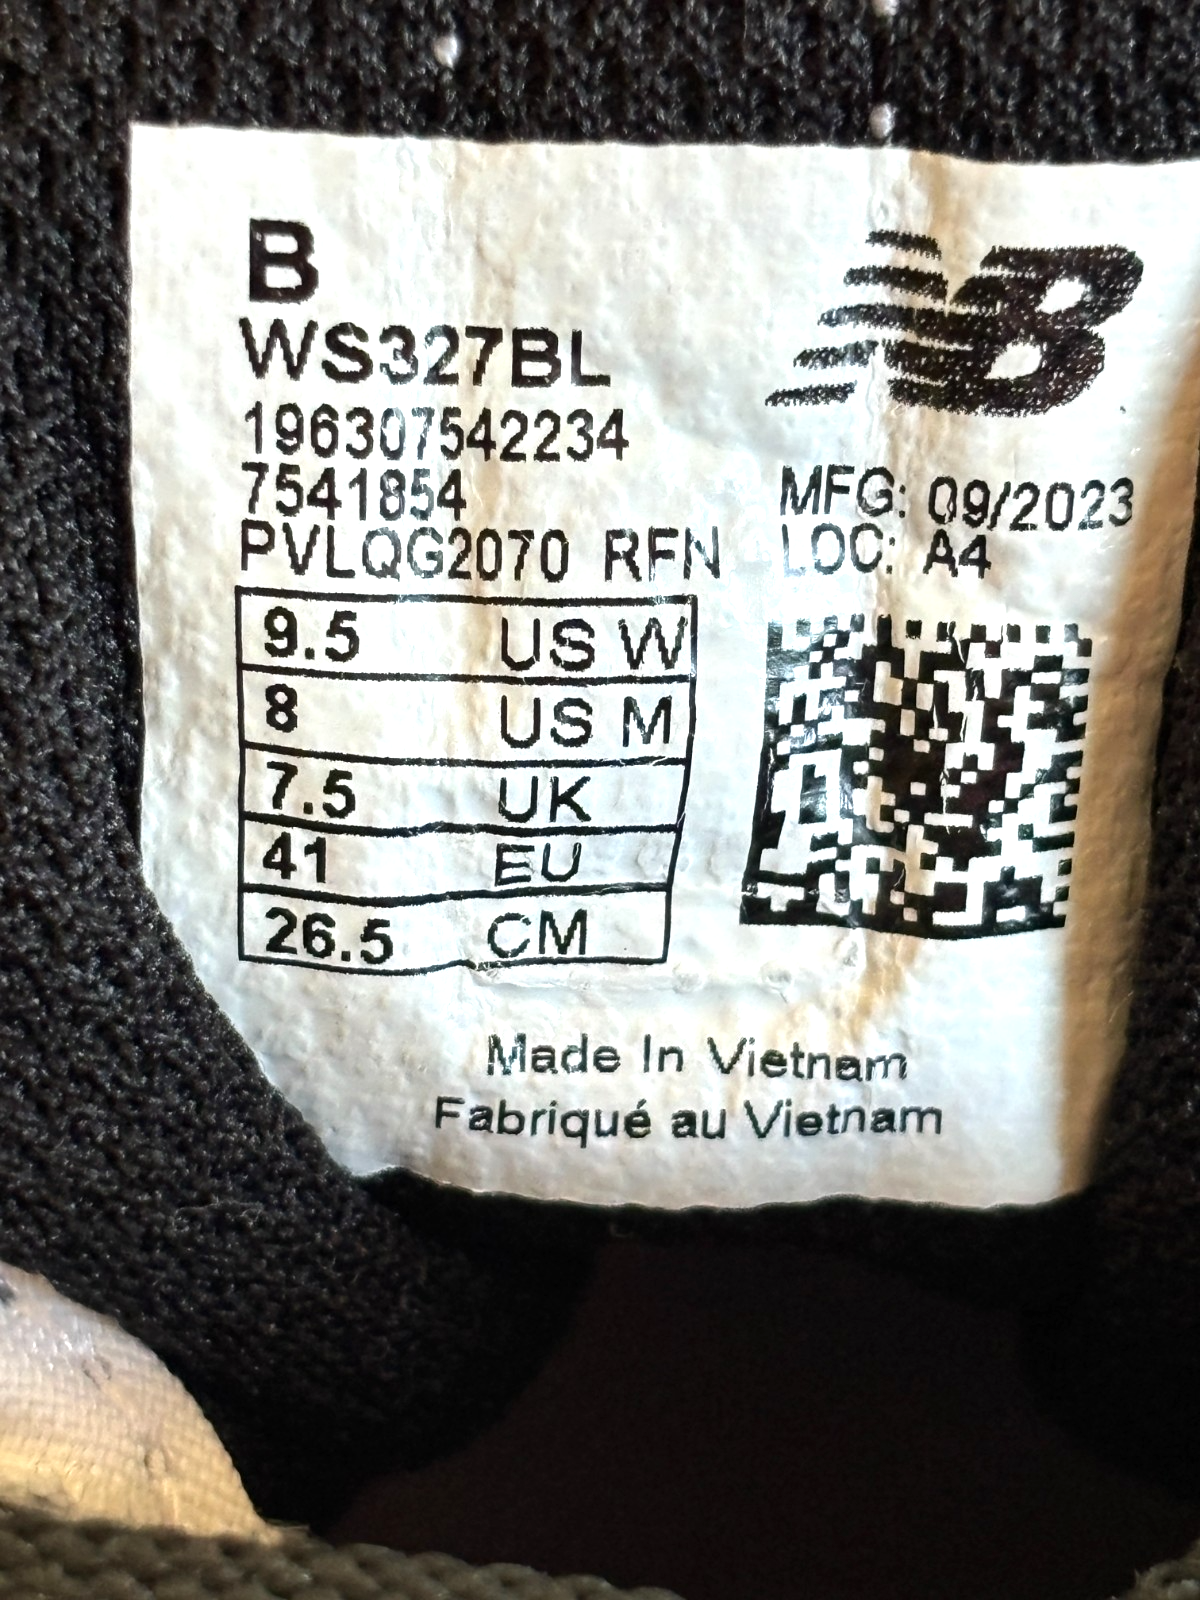 B
WS327BL
196307542234
7541854
PVLQG2070 RFN
NB
MFG: 09/2023
LOC: A4
9.5 US W
8 US M
7.5 UK
41 EU
26.5 CM
Made In Vietnam
Fabriqué au Vietnam